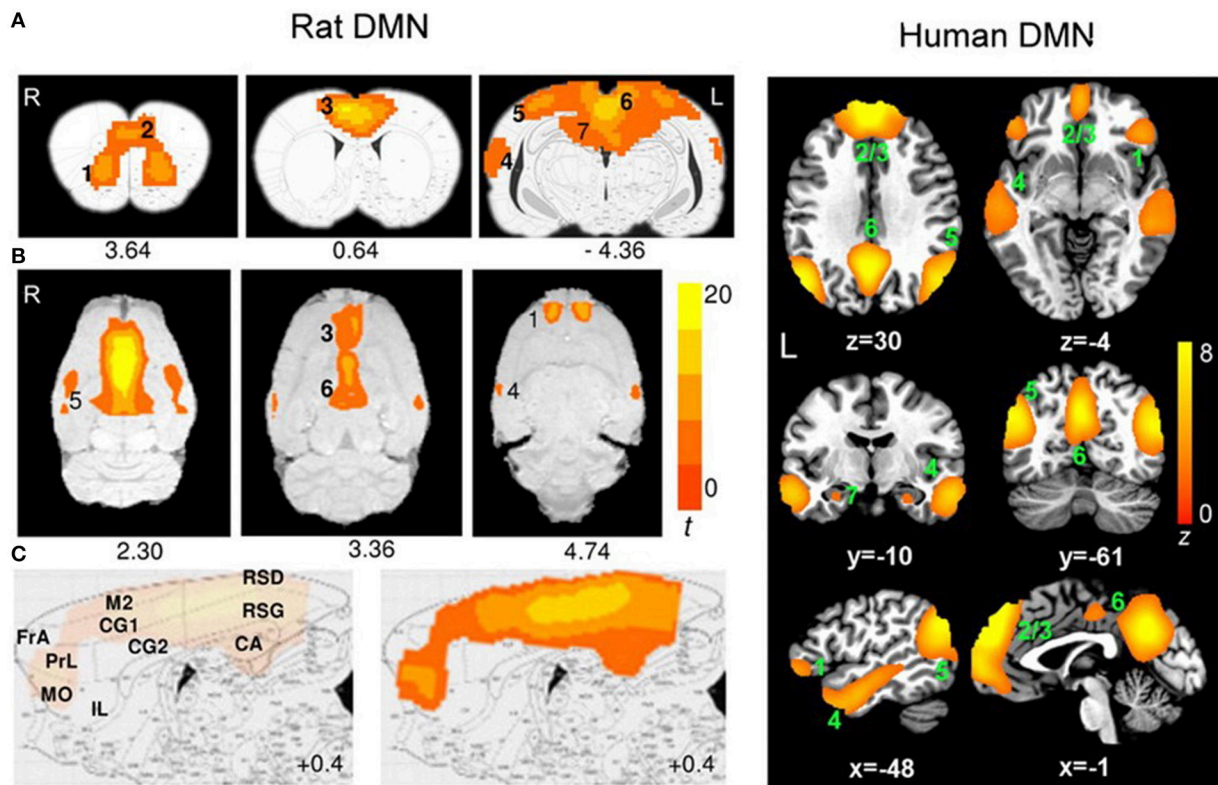 A
Rat DMN
Human DMN
R
L
1
2
3
4
5
6
7
3.64
0.64
- 4.36
B
R
5
3
6
1
4
20
0
t
2.30
3.36
4.74
C
RSD
M2
RSG
CG1
FrA
CG2
CA
PrL
MO
IL
+0.4
+0.4
2/3
6
5
z=30
2/3
1
4
z=-4
L
7
4
y=-10
5
6
y=-61
8
0
z
1
4
5
x=-48
2/3
6
x=-1